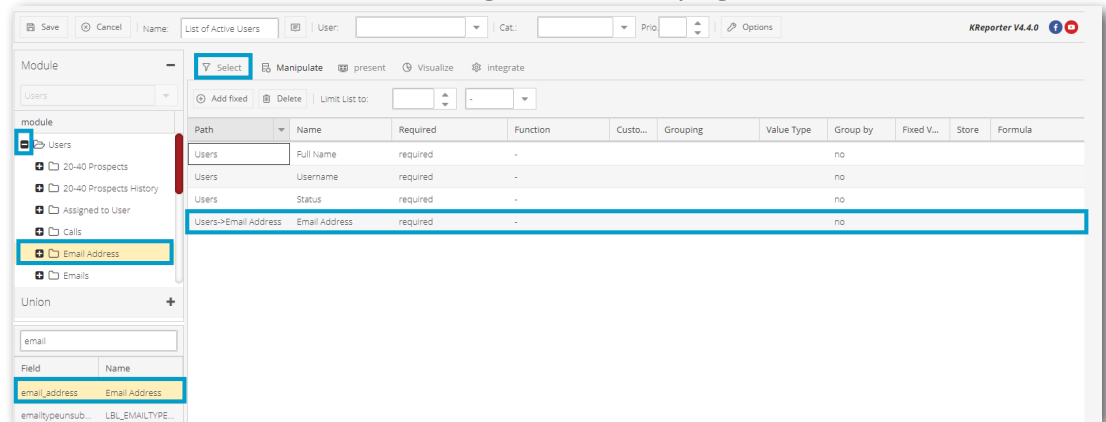 Save Cancel Name: List of Active Users User: Cat.: Prio. Options KReporter V4.4.0
Module
Users
module
Users
20-40 Prospects
20-40 Prospects History
Assigned to User
Calls
Email Address
Emails
Union
email
Field Name
email_address Email Address
emailtypeunsub... LBL_EMAILTYPE...
Select Manipulate present Visualize integrate
Add fixed Delete Limit List to: -
Path Name Required Function Custo... Grouping Value Type Group by Fixed V... Store Formula
Users Full Name required - no
Users Username required - no
Users Status required - no
Users->Email Address Email Address required - no